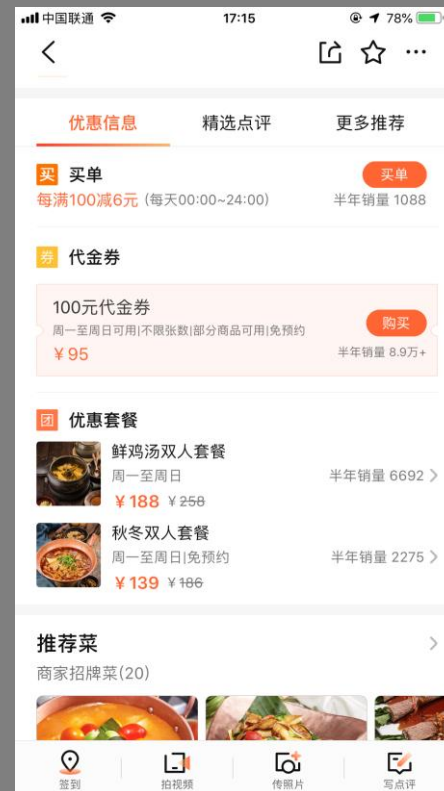 中国联通 17:15 78%
优惠信息 精选点评 更多推荐
买 买单 买单
每满100减6元 (每天00:00~24:00) 半年销量 1088
券 代金券
100元代金券
周一至周日可用|不限张数|部分商品可用|免预约 购买
￥95 半年销量 8.9万+
团 优惠套餐
鲜鸡汤双人套餐
周一至周日 半年销量 6692
￥188 ￥258
秋冬双人套餐
周一至周日|免预约 半年销量 2275
￥139 ￥186
推荐菜
商家招牌菜(20)
签到 拍视频 传照片 写点评